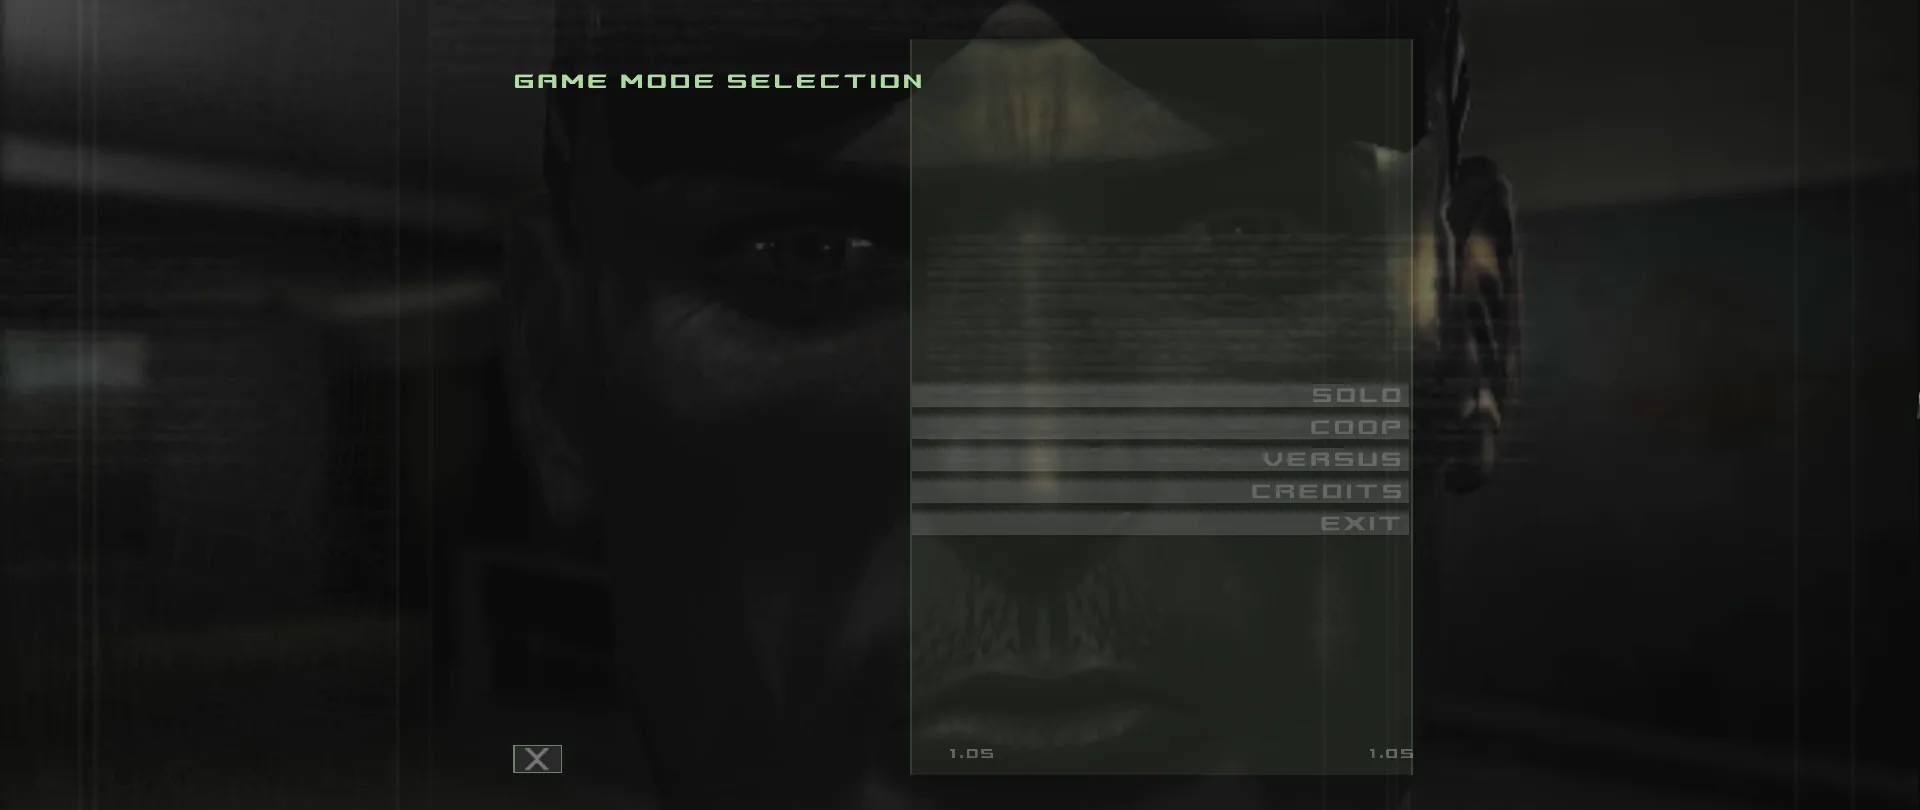 GAME MODE SELECTION
SOLO
COOP
VERSUS
CREDITS
EXIT
X
1.05 1.05